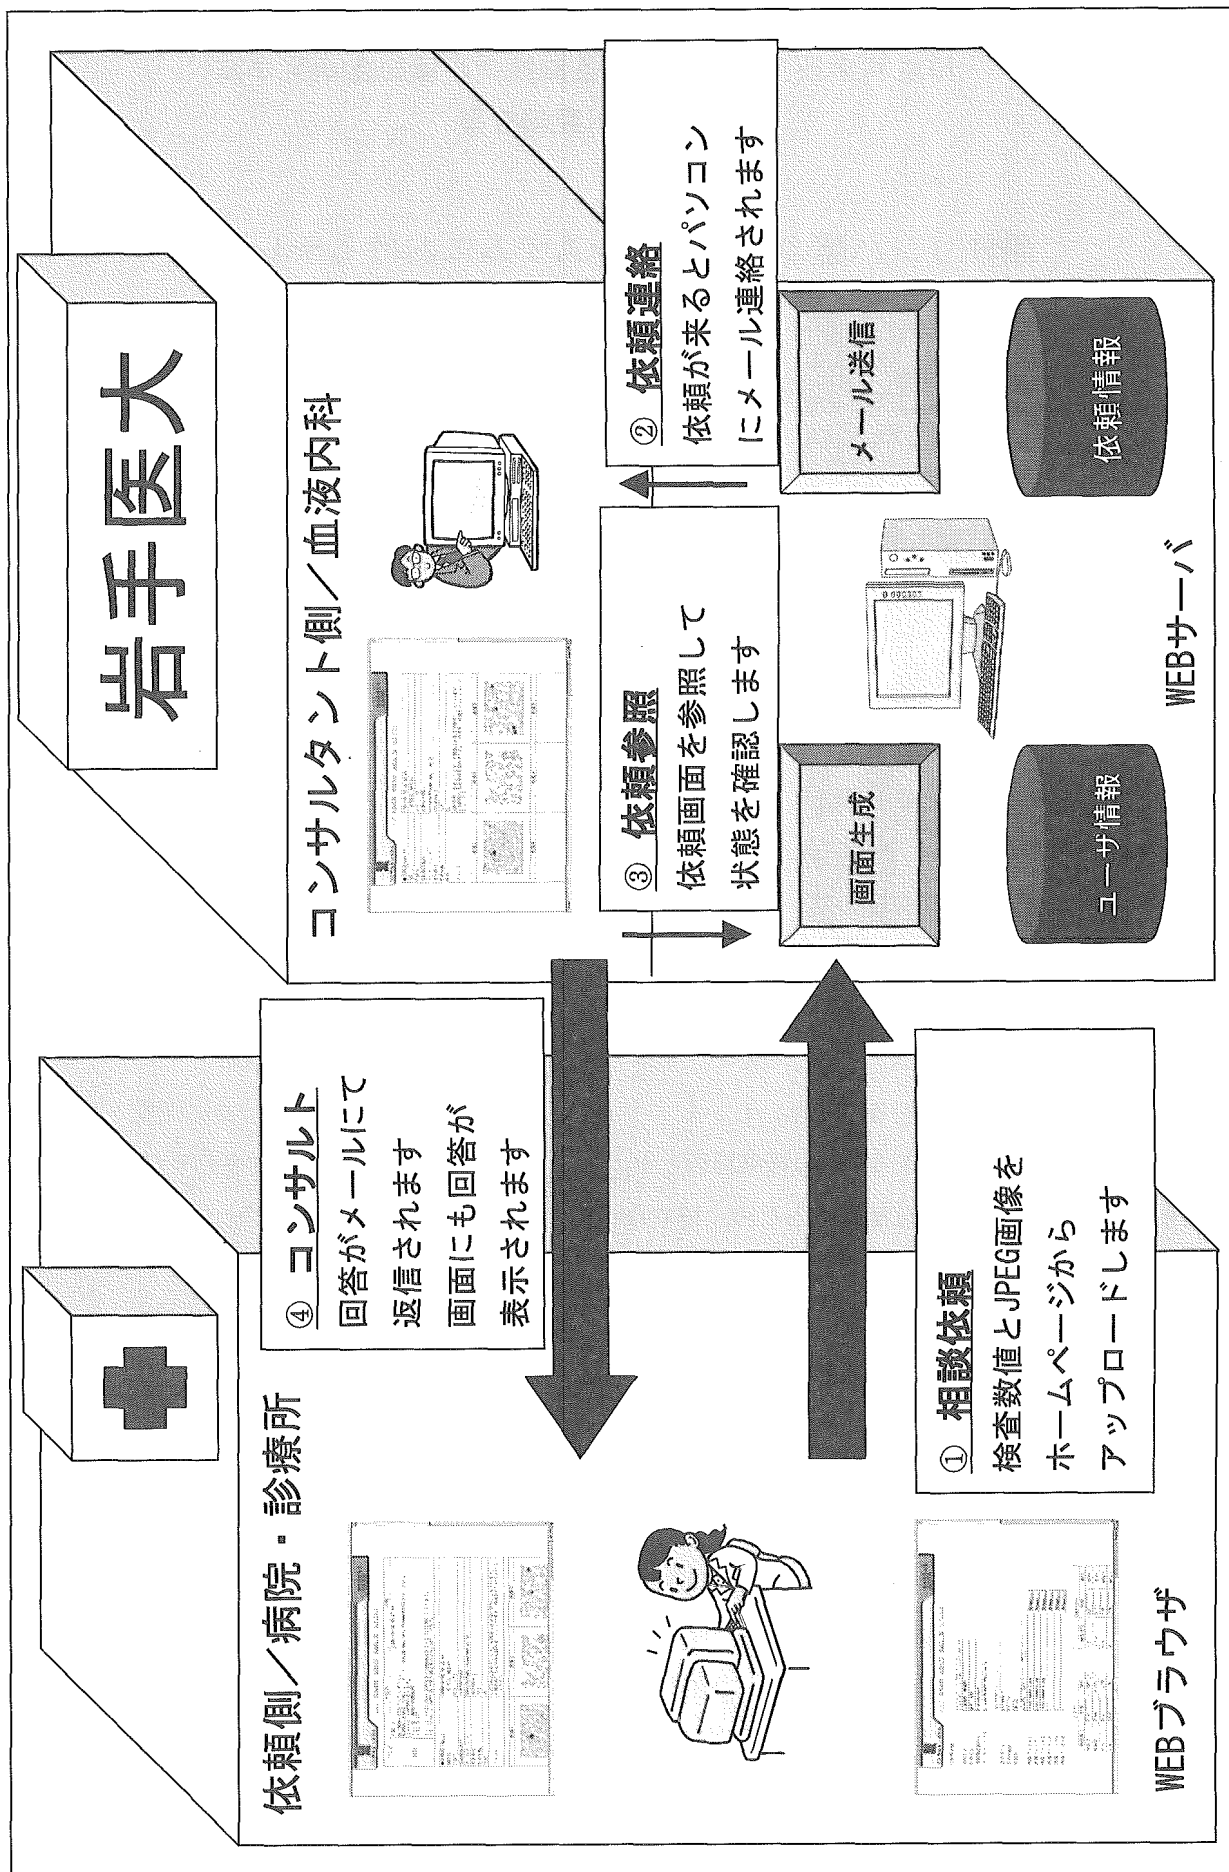 岩手医大
依頼側／病院・診療所
④ コンサルト
回答がメールにて
返信されます
画面にも回答が
表示されます
① 相談依頼
検査数値とJPEG画像を
ホームページから
アップロードします
WEBブラウザ
コンサルタント側／血液内科
③ 依頼参照
依頼画面を参照して
状態を確認します
② 依頼連絡
依頼が来るとパソコン
にメール連絡されます
画面生成
メール送信
ユーザ情報
依頼情報
WEBサーバ